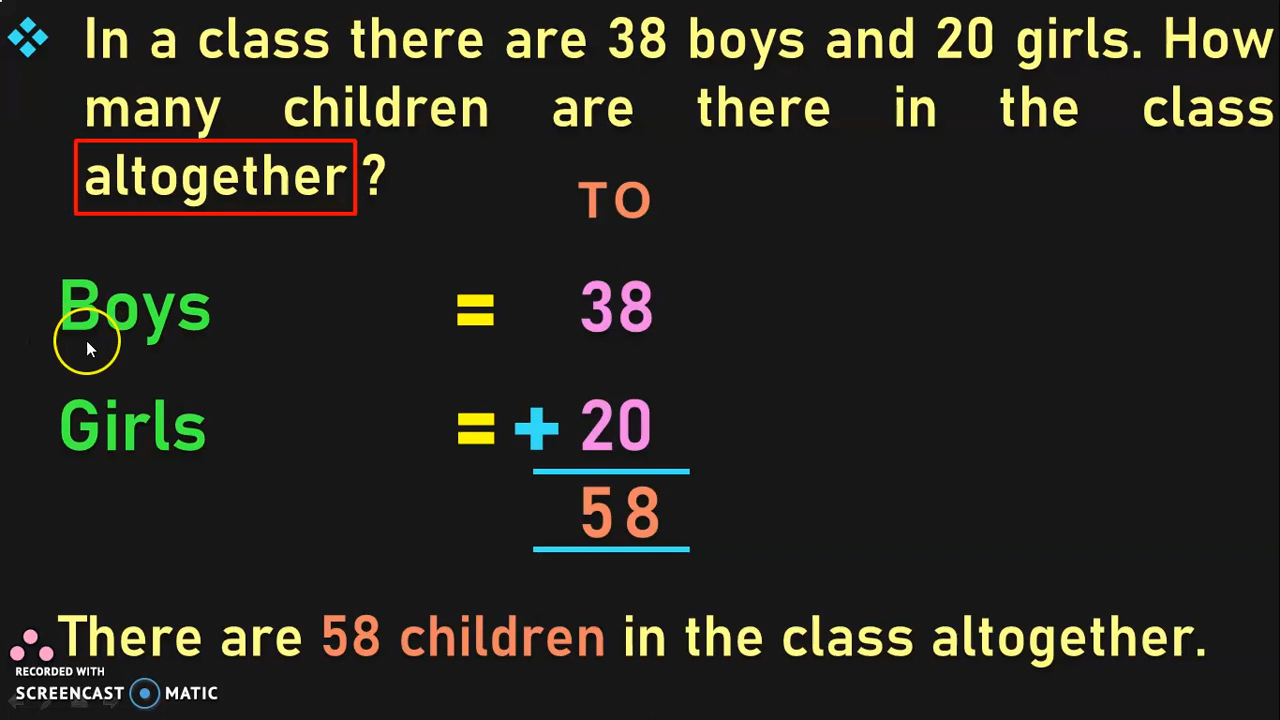 In a class there are 38 boys and 20 girls. How
many children are there in the class
altogether ?
TO
Boys = 38
Girls = + 20
58
There are 58 children in the class altogether.
RECORDED WITH
SCREENCAST MATIC